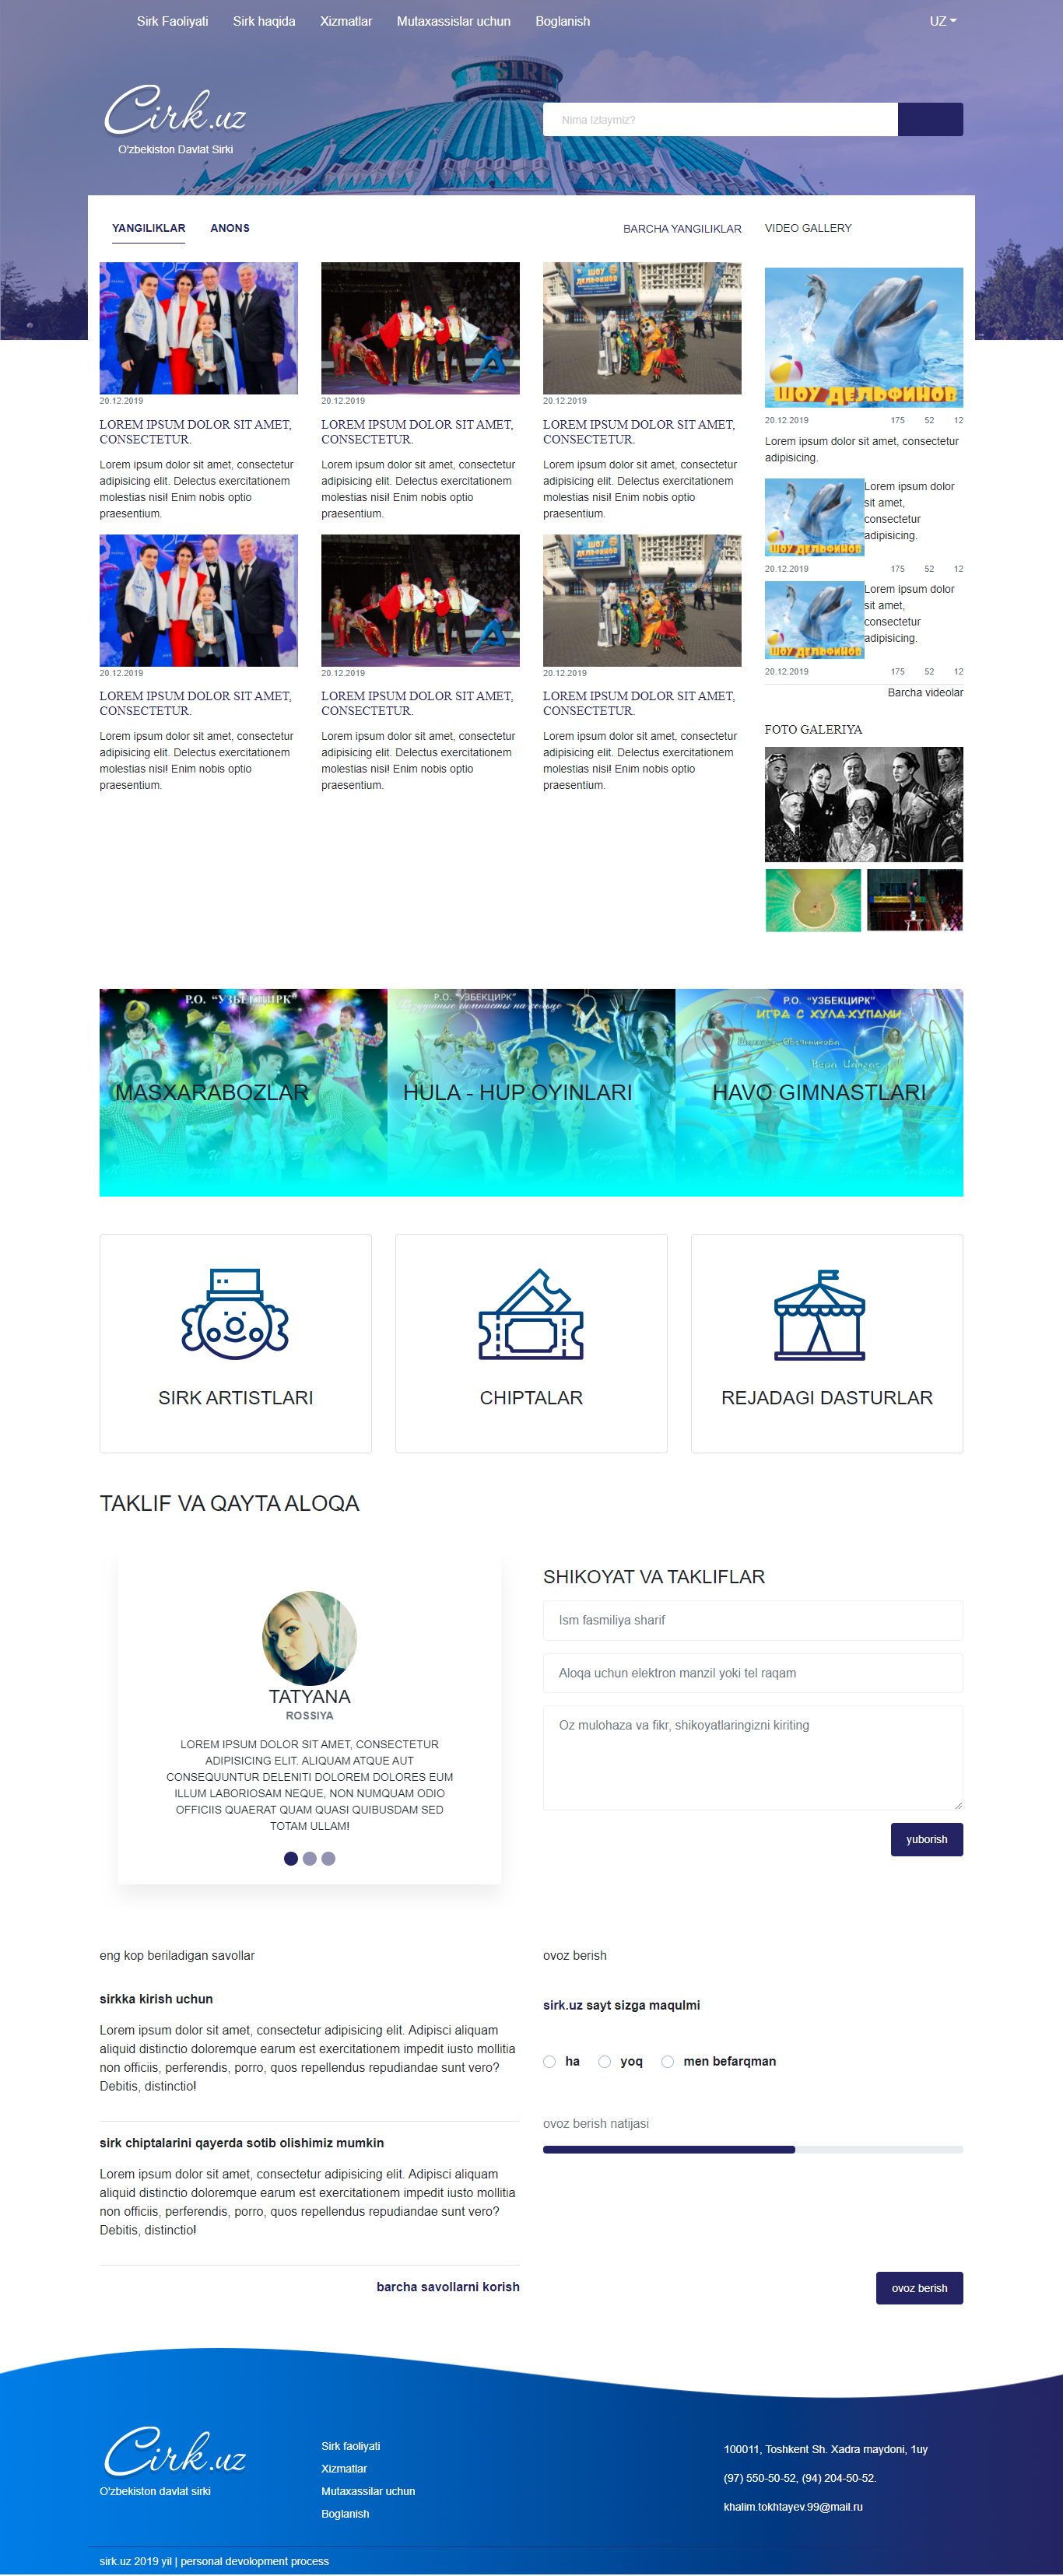 Sirk Faoliyati Sirk haqida Xizmatlar Mutaxassislar uchun Boglanish UZ
SIRK
Cirk.uz
O'zbekiston Davlat Sirki
Nima Izlaymiz?
YANGILIKLAR ANONS BARCHA YANGILIKLAR
20.12.2019
LOREM IPSUM DOLOR SIT AMET,
CONSECTETUR.
Lorem ipsum dolor sit amet, consectetur
adipisicing elit. Delectus exercitationem
molestias nisi! Enim nobis optio
praesentium.
ШОУ
ДЕЛЬФИНОВ
20.12.2019
LOREM IPSUM DOLOR SIT AMET,
CONSECTETUR.
Lorem ipsum dolor sit amet, consectetur
adipisicing elit. Delectus exercitationem
molestias nisi! Enim nobis optio
praesentium.
20.12.2019
LOREM IPSUM DOLOR SIT AMET,
CONSECTETUR.
Lorem ipsum dolor sit amet, consectetur
adipisicing elit. Delectus exercitationem
molestias nisi! Enim nobis optio
praesentium.
20.12.2019
LOREM IPSUM DOLOR SIT AMET,
CONSECTETUR.
Lorem ipsum dolor sit amet, consectetur
adipisicing elit. Delectus exercitationem
molestias nisi! Enim nobis optio
praesentium.
20.12.2019
LOREM IPSUM DOLOR SIT AMET,
CONSECTETUR.
Lorem ipsum dolor sit amet, consectetur
adipisicing elit. Delectus exercitationem
molestias nisi! Enim nobis optio
praesentium.
ШОУ
ДЕЛЬФИНОВ
20.12.2019
LOREM IPSUM DOLOR SIT AMET,
CONSECTETUR.
Lorem ipsum dolor sit amet, consectetur
adipisicing elit. Delectus exercitationem
molestias nisi! Enim nobis optio
praesentium.
VIDEO GALLERY
ШОУ ДЕЛЬФИНОВ
20.12.2019 175 52 12
Lorem ipsum dolor sit amet, consectetur
adipisicing.
ШОУ ДЕЛЬФИНОВ
Lorem ipsum dolor
sit amet,
consectetur
adipisicing.
20.12.2019 175 52 12
ШОУ ДЕЛЬФИНОВ
Lorem ipsum dolor
sit amet,
consectetur
adipisicing.
20.12.2019 175 52 12
Barcha videolar
FOTO GALERIYA
Р.О. "УЗБЕКЦИРК"
MASXARABOZLAR
Р.О. "УЗБЕКЦИРК"
Воздушные гимнасты на кольце
HULA - HUP OYINLARI
Р.О. "УЗБЕКЦИРК"
ИГРА С ХУЛА-ХУПАМИ
HAVO GIMNASTLARI
SIRK ARTISTLARI
CHIPTALAR
REJADAGI DASTURLAR
TAKLIF VA QAYTA ALOQA
TATYANA
ROSSIYA
LOREM IPSUM DOLOR SIT AMET, CONSECTETUR
ADIPISICING ELIT. ALIQUAM ATQUE AUT
CONSEQUUNTUR DELENITI DOLOREM DOLORES EUM
ILLUM LABORIOSAM NEQUE, NON NUMQUAM ODIO
OFFICIIS QUAERAT QUAM QUASI QUIBUSDAM SED
TOTAM ULLAM!
SHIKOYAT VA TAKLIFLAR
Ism fasmiliya sharif
Aloqa uchun elektron manzil yoki tel raqam
Oz mulohaza va fikr, shikoyatlaringizni kiriting
yuborish
eng kop beriladigan savollar
sirkka kirish uchun
Lorem ipsum dolor sit amet, consectetur adipisicing elit. Adipisci aliquam
aliquid distinctio doloremque earum est exercitationem impedit iusto mollitia
non officiis, perferendis, porro, quos repellendus repudiandae sunt vero?
Debitis, distinctio!
sirk chiptalarini qayerda sotib olishimiz mumkin
Lorem ipsum dolor sit amet, consectetur adipisicing elit. Adipisci aliquam
aliquid distinctio doloremque earum est exercitationem impedit iusto mollitia
non officiis, perferendis, porro, quos repellendus repudiandae sunt vero?
Debitis, distinctio!
barcha savollarni korish
ovoz berish
sirk.uz sayt sizga maqulmi
ha yoq men befarqman
ovoz berish natijasi
ovoz berish
Cirk.uz
O'zbekiston davlat sirki
Sirk faoliyati
Xizmatlar
Mutaxassilar uchun
Boglanish
100011, Toshkent Sh. Xadra maydoni, 1uy
(97) 550-50-52, (94) 204-50-52.
khalim.tokhtayev.99@mail.ru
sirk.uz 2019 yil | personal devolopment process